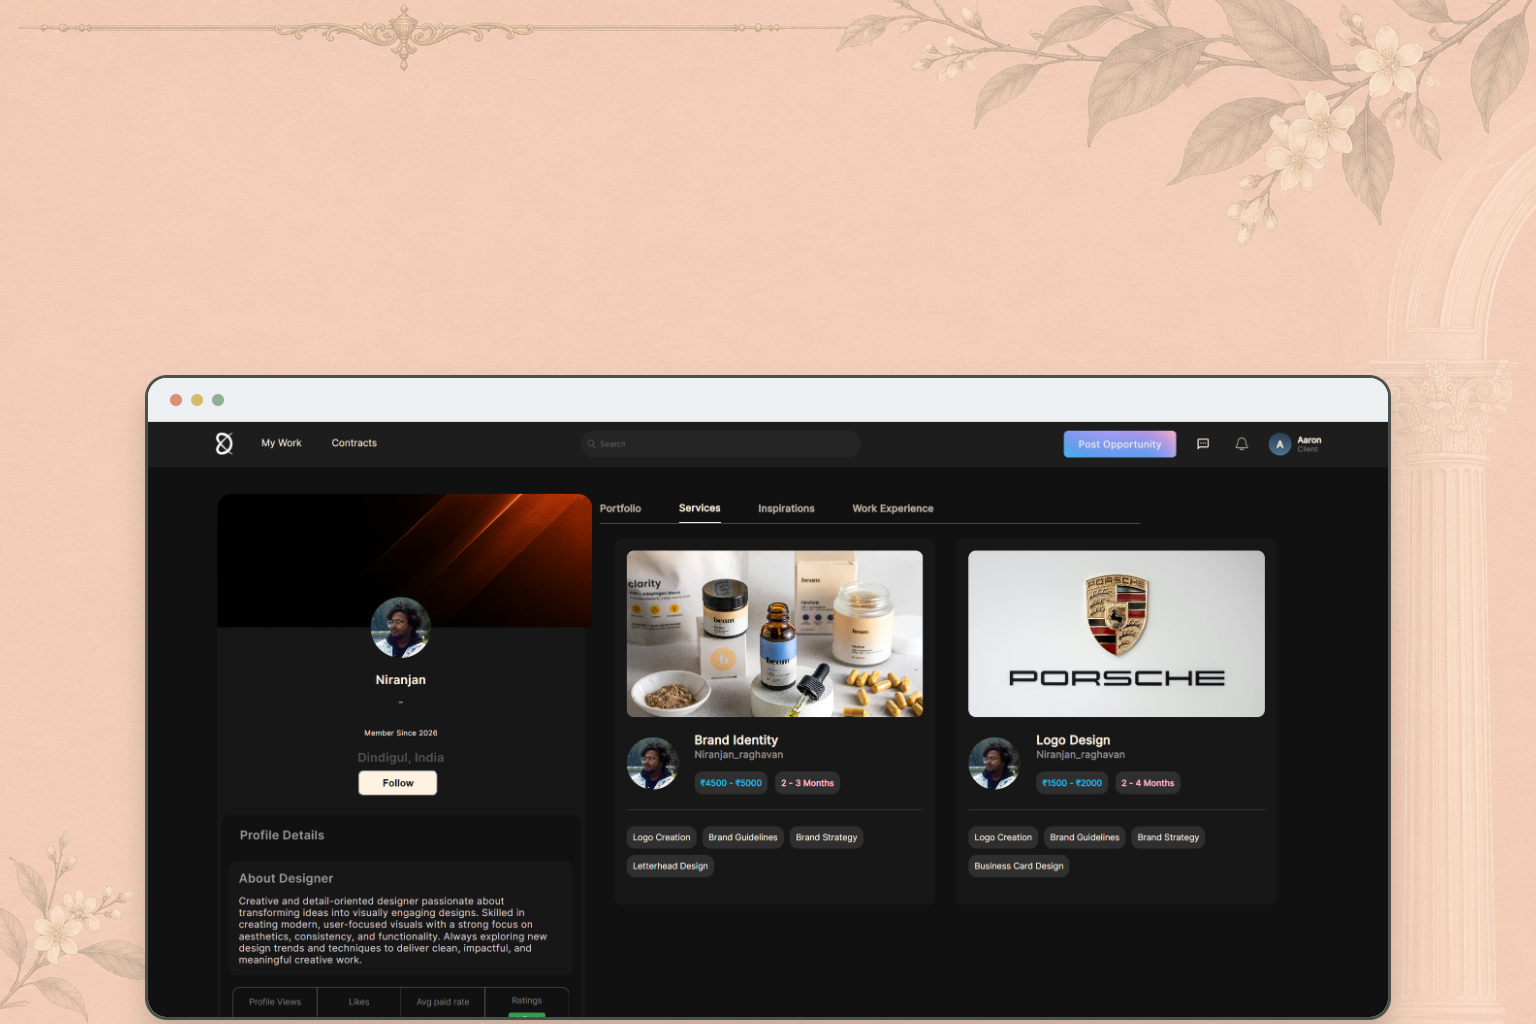 My Work
Contracts
Search
Post Opportunity
A
Aaron
Client
Portfolio
Services
Inspirations
Work Experience
Niranjan
-
Member Since 2026
Dindigul, India
Follow
Profile Details
About Designer
Creative and detail-oriented designer passionate about
transforming ideas into visually engaging designs. Skilled in
creating modern, user-focused visuals with a strong focus on
aesthetics, consistency, and functionality. Always exploring new
design trends and techniques to deliver clean, impactful, and
meaningful creative work.
Profile Views
Likes
Avg paid rate
Ratings
clarity
beam
beam
revive
beam
beam
b
Brand Identity
Niranjan_raghavan
₹4500 - ₹5000
2 - 3 Months
Logo Creation
Brand Guidelines
Brand Strategy
Letterhead Design
PORSCHE
PORSCHE
Logo Design
Niranjan_raghavan
₹1500 - ₹2000
2 - 4 Months
Logo Creation
Brand Guidelines
Brand Strategy
Business Card Design